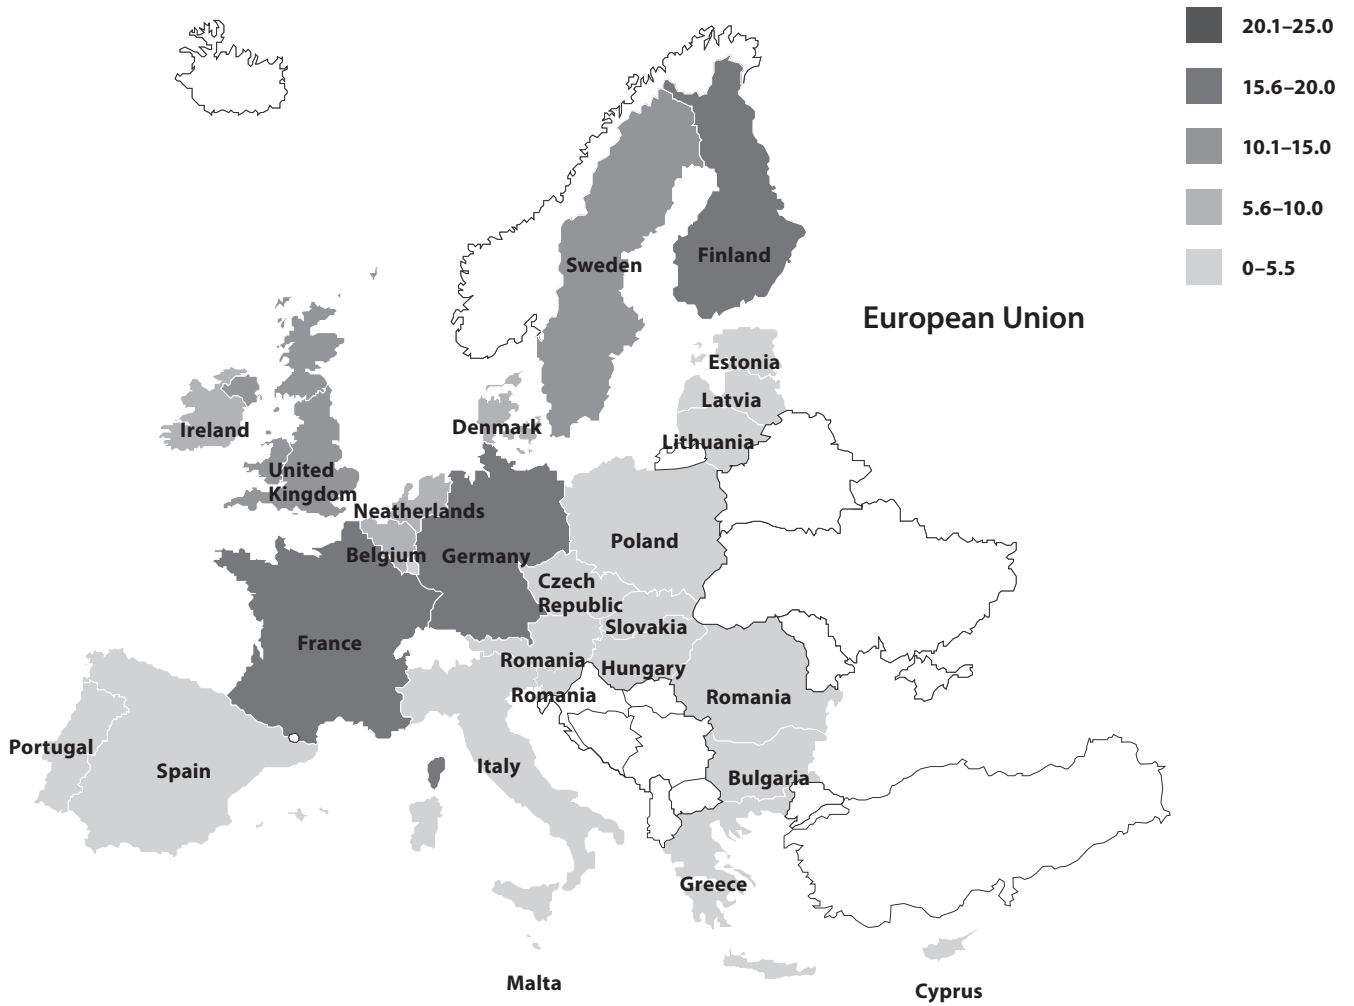 20.1–25.0
15.6–20.0
10.1–15.0
5.6–10.0
0–5.5
European Union
Sweden
Finland
Estonia
Latvia
Lithuania
Denmark
Ireland
United
Kingdom
Neatherlands
Belgium
Germany
Poland
Czech
Republic
Slovakia
France
Romania
Hungary
Romania
Romania
Portugal
Spain
Italy
Bulgaria
Greece
Malta
Cyprus